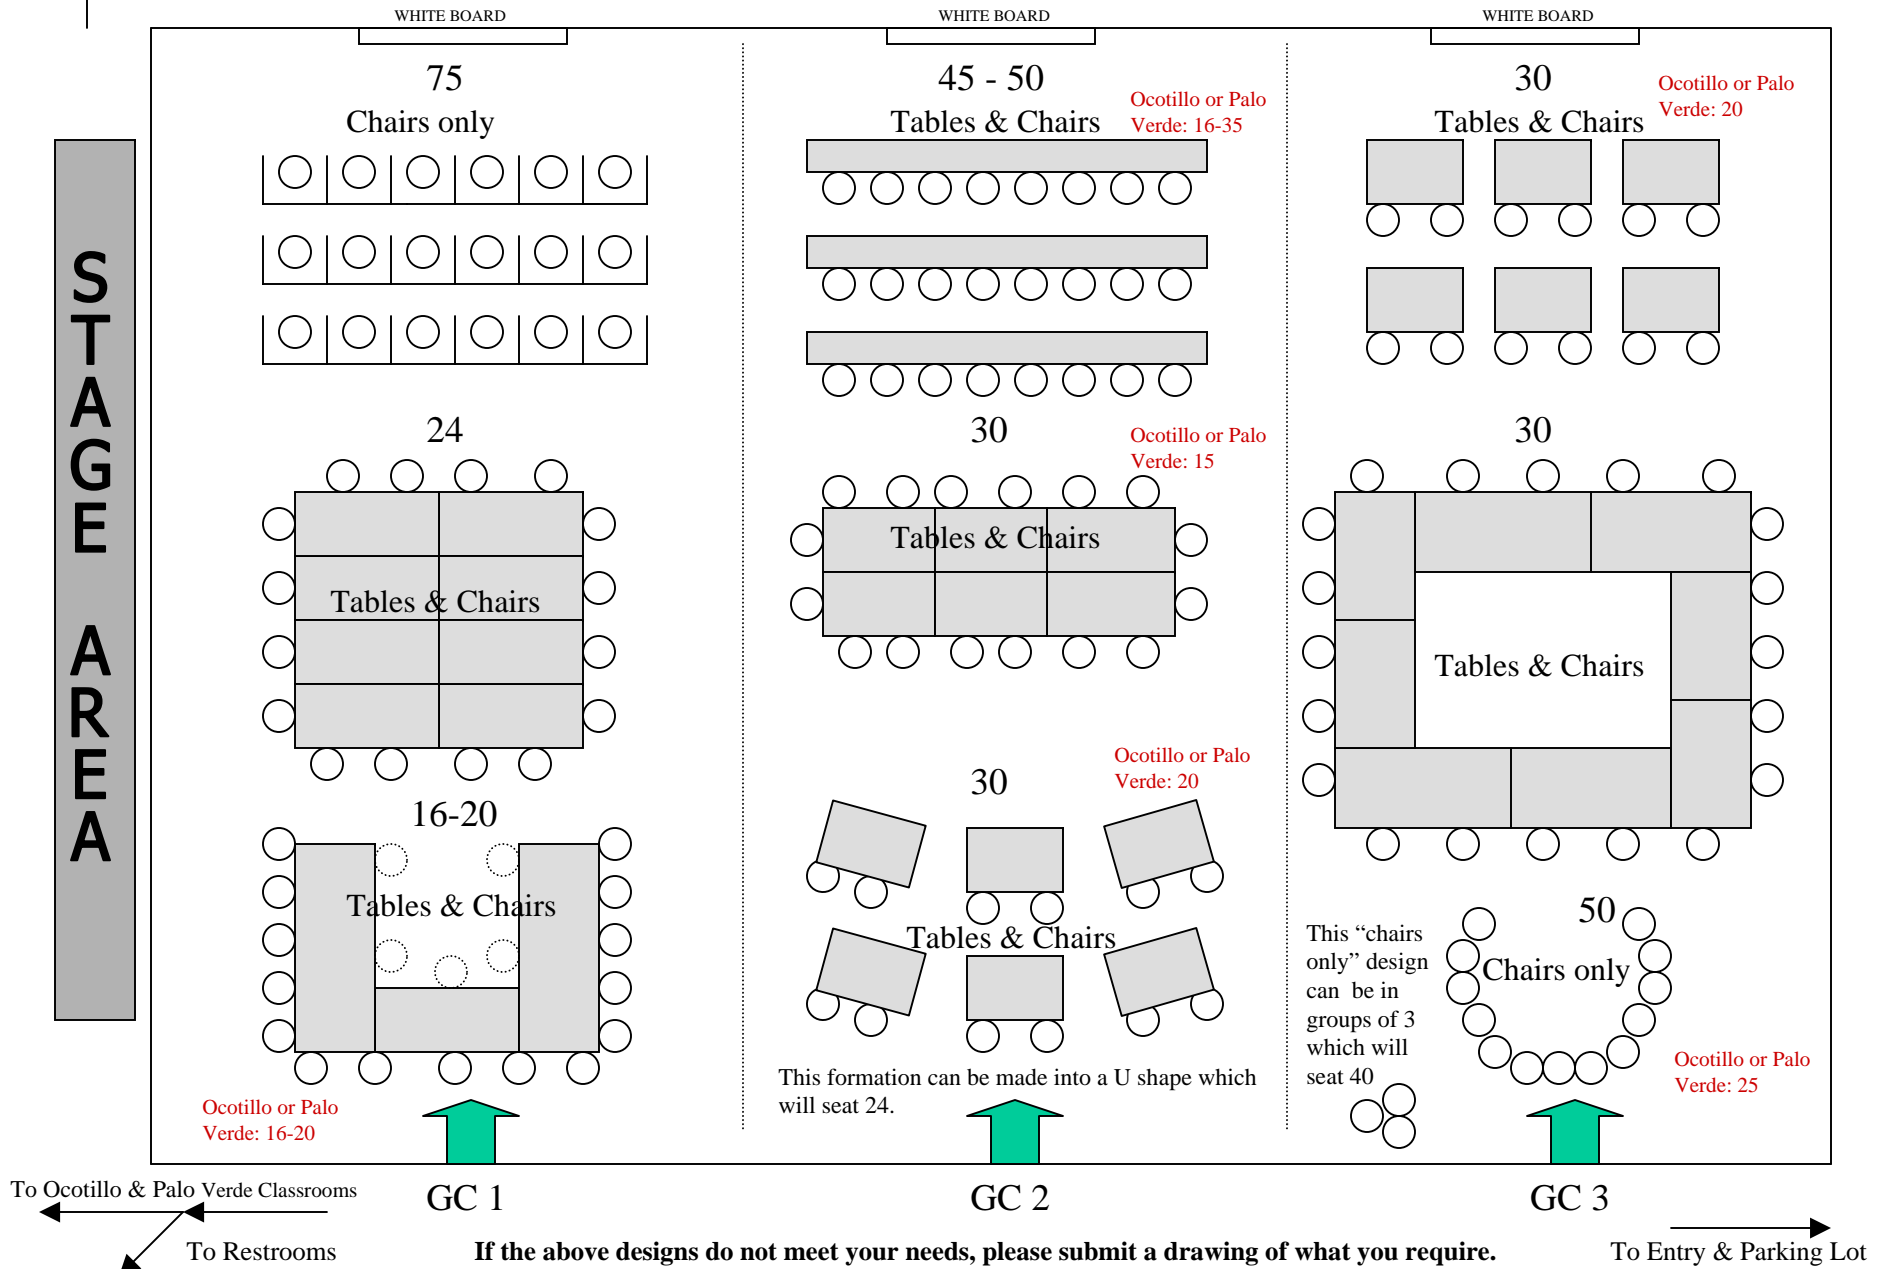 WHITE BOARD
WHITE BOARD
WHITE BOARD
STAGE AREA
75
Chairs only
45 - 50
Tables & Chairs
Ocotillo or Palo
Verde: 16-35
30
Tables & Chairs
Ocotillo or Palo
Verde: 20
24
Tables & Chairs
30
Ocotillo or Palo
Verde: 15
Tables & Chairs
30
Tables & Chairs
16-20
Tables & Chairs
Ocotillo or Palo
Verde: 16-20
30
Ocotillo or Palo
Verde: 20
Tables & Chairs
This formation can be made into a U shape which
will seat 24.
50
Chairs only
This “chairs
only” design
can be in
groups of 3
which will
seat 40
Ocotillo or Palo
Verde: 25
To Ocotillo & Palo Verde Classrooms
GC 1
GC 2
GC 3
To Restrooms
If the above designs do not meet your needs, please submit a drawing of what you require.
To Entry & Parking Lot